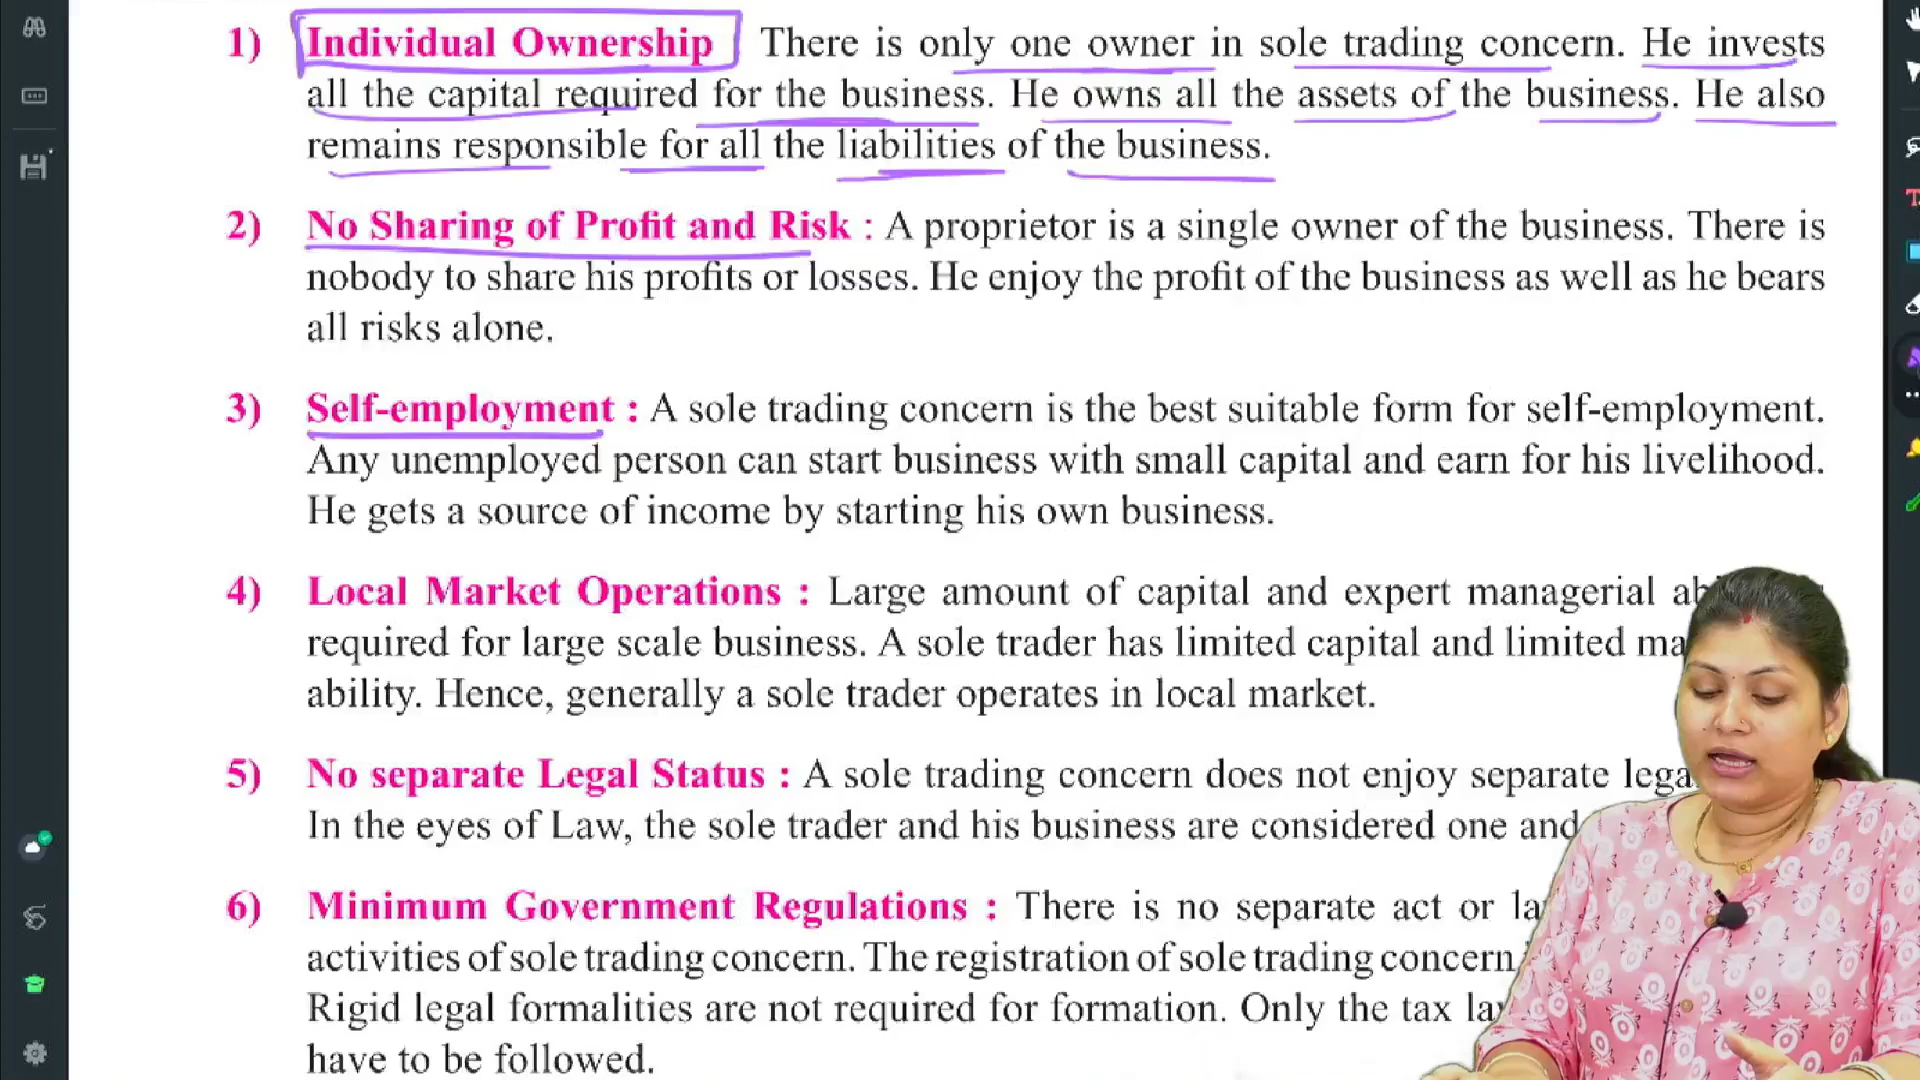 1) Individual Ownership There is only one owner in sole trading concern. He invests
all the capital required for the business. He owns all the assets of the business. He also
remains responsible for all the liabilities of the business.
2) No Sharing of Profit and Risk : A proprietor is a single owner of the business. There is
nobody to share his profits or losses. He enjoy the profit of the business as well as he bears
all risks alone.
3) Self-employment : A sole trading concern is the best suitable form for self-employment.
Any unemployed person can start business with small capital and earn for his livelihood.
He gets a source of income by starting his own business.
4) Local Market Operations : Large amount of capital and expert managerial
required for large scale business. A sole trader has limited capital and limited
ability. Hence, generally a sole trader operates in local market.
5) No separate Legal Status : A sole trading concern does not enjoy separate
In the eyes of Law, the sole trader and his business are considered one and
6) Minimum Government Regulations : There is no separate act or
activities of sole trading concern. The registration of sole trading concern
Rigid legal formalities are not required for formation. Only the tax
have to be followed.